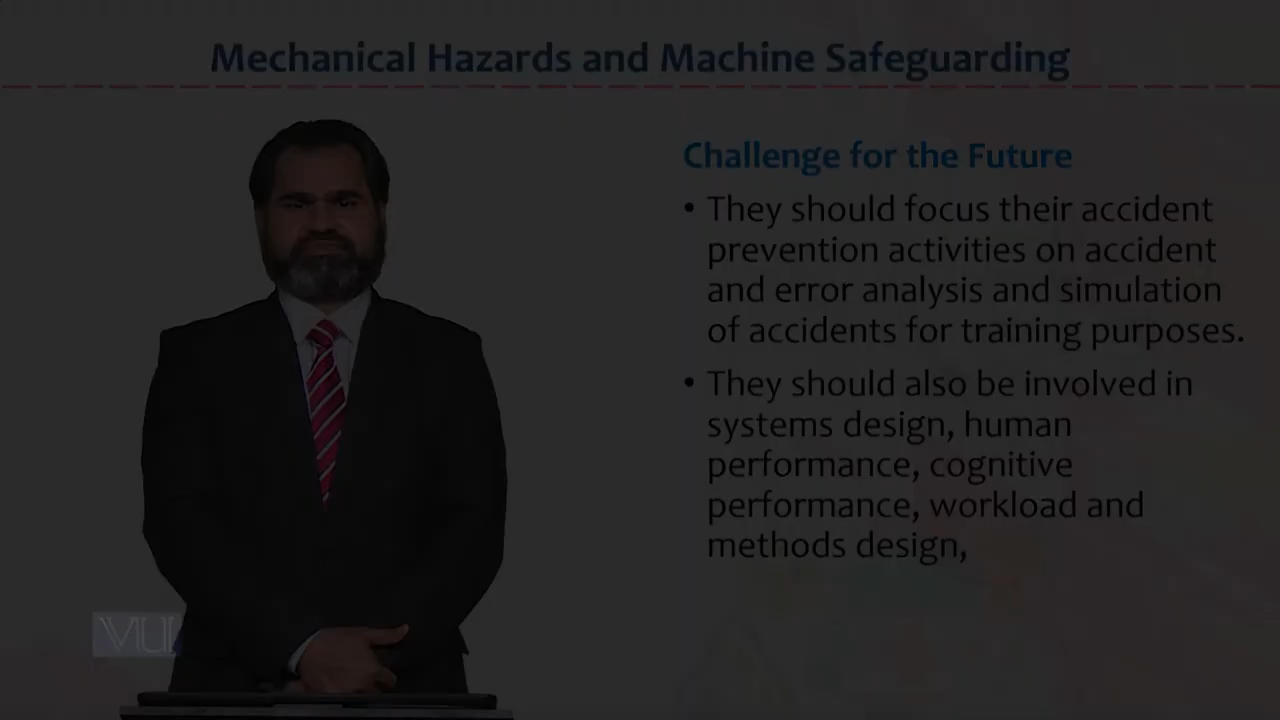 Mechanical Hazards and Machine Safeguarding
Challenge for the Future
• They should focus their accident
prevention activities on accident
and error analysis and simulation
of accidents for training purposes.
• They should also be involved in
systems design, human
performance, cognitive
performance, workload and
methods design,
VU